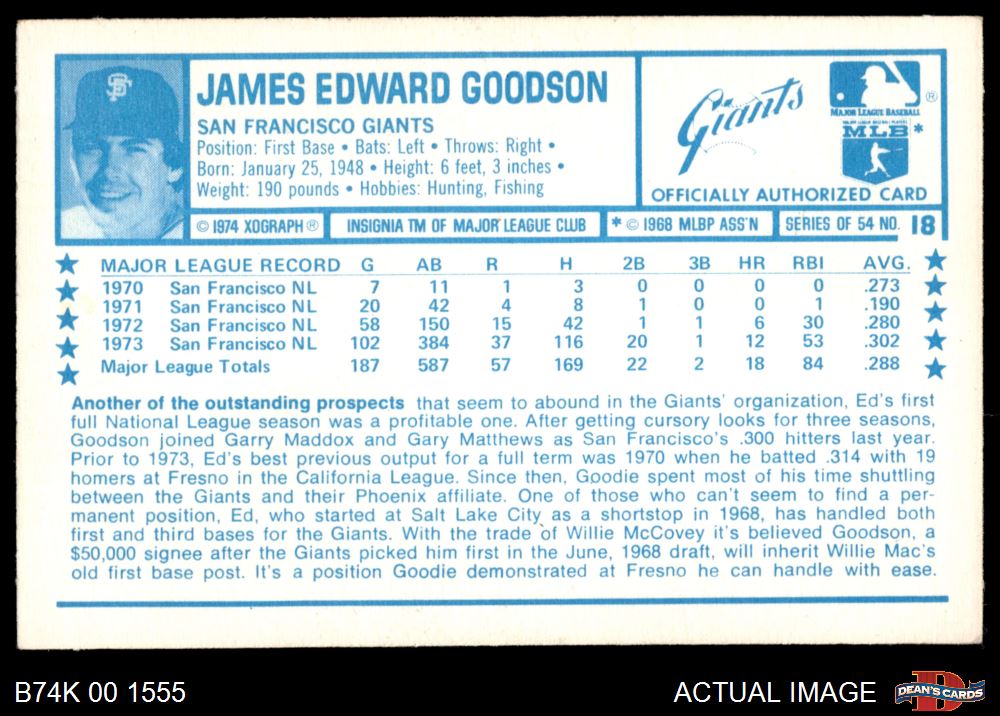 SF
JAMES EDWARD GOODSON
SAN FRANCISCO GIANTS
Position: First Base • Bats: Left • Throws: Right •
Born: January 25, 1948 • Height: 6 feet, 3 inches •
Weight: 190 pounds • Hobbies: Hunting, Fishing
Giants
®
MAJOR LEAGUE BASEBALL
MLB *
OFFICIALLY AUTHORIZED CARD
© 1974 XOGRAPH ® INSIGNIA TM OF MAJOR LEAGUE CLUB * © 1968 MLBP ASS'N SERIES OF 54 NO. 18
MAJOR LEAGUE RECORD G AB R H 2B 3B HR RBI AVG.
1970 San Francisco NL 7 11 1 3 0 0 0 0 .273
1971 San Francisco NL 20 42 4 8 1 0 0 1 .190
1972 San Francisco NL 58 150 15 42 1 1 6 30 .280
1973 San Francisco NL 102 384 37 116 20 1 12 53 .302
Major League Totals 187 587 57 169 22 2 18 84 .288
Another of the outstanding prospects that seem to abound in the Giants' organization, Ed's first
full National League season was a profitable one. After getting cursory looks for three seasons,
Goodson joined Garry Maddox and Gary Matthews as San Francisco's .300 hitters last year.
Prior to 1973, Ed's best previous output for a full term was 1970 when he batted .314 with 19
homers at Fresno in the California League. Since then, Goodie spent most of his time shuttling
between the Giants and their Phoenix affiliate. One of those who can't seem to find a per-
manent position, Ed, who started at Salt Lake City as a shortstop in 1968, has handled both
first and third bases for the Giants. With the trade of Willie McCovey it's believed Goodson, a
$50,000 signee after the Giants picked him first in the June, 1968 draft, will inherit Willie Mac's
old first base post. It's a position Goodie demonstrated at Fresno he can handle with ease.
B74K 00 1555
ACTUAL IMAGE
DEAN'S CARDS